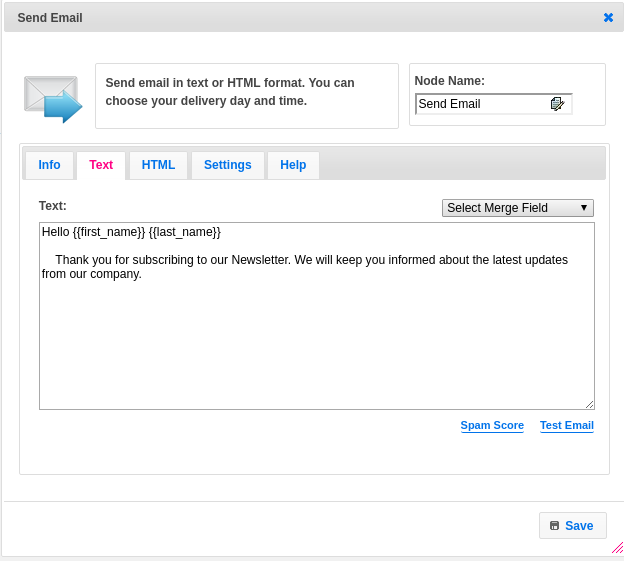 Send Email
Send email in text or HTML format. You can
choose your delivery day and time.
Node Name:
Send Email
Info
Text
HTML
Settings
Help
Text:
Select Merge Field
Hello {{first_name}} {{last_name}}
Thank you for subscribing to our Newsletter. We will keep you informed about the latest updates
from our company.
Spam Score
Test Email
Save